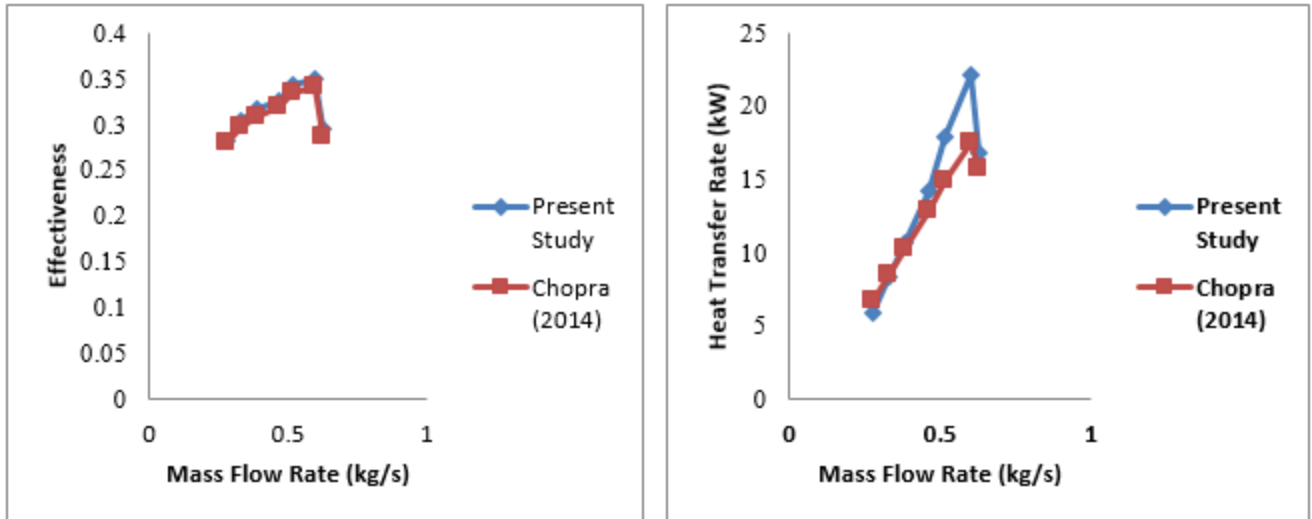 0.4
0.35
0.3
0.25
0.2
0.15
0.1
0.05
0
Effectiveness
0
0.5
1
Mass Flow Rate (kg/s)
Present
Study
Chopra
(2014)
25
20
15
10
5
0
Heat Transfer Rate (kW)
0
0.5
1
Mass Flow Rate (kg/s)
Present
Study
Chopra
(2014)